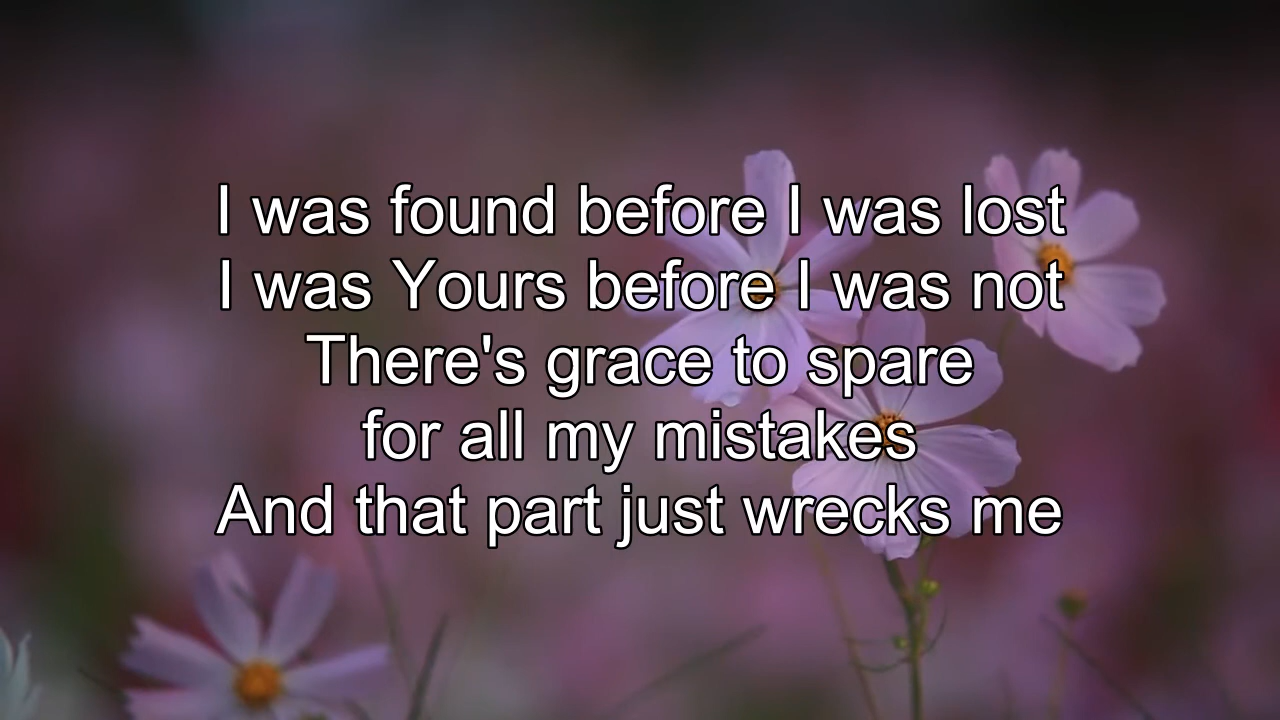 I was found before I was lost
I was Yours before I was not
There's grace to spare
for all my mistakes
And that part just wrecks me